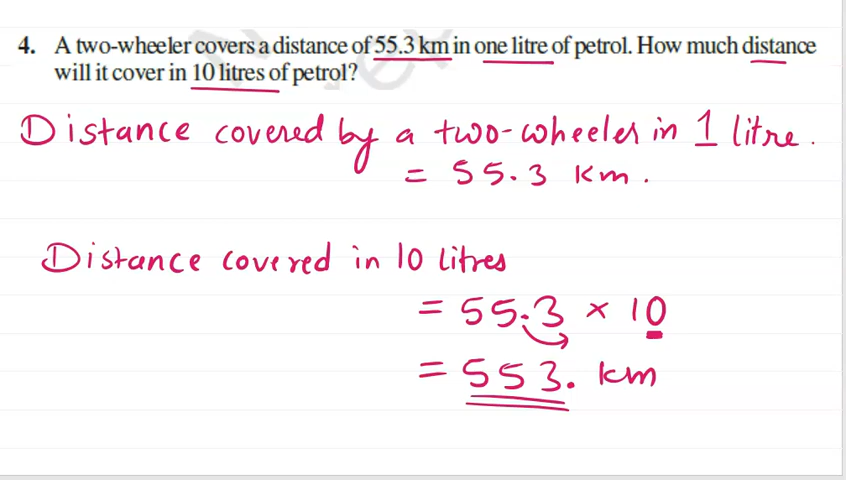 4. A two-wheeler covers a distance of 55.3 km in one litre of petrol. How much distance
will it cover in 10 litres of petrol?
Distance covered by a two-wheeler in 1 litre.
= 55.3 km.
Distance covered in 10 litres
= 55.3 × 10
= 553. km